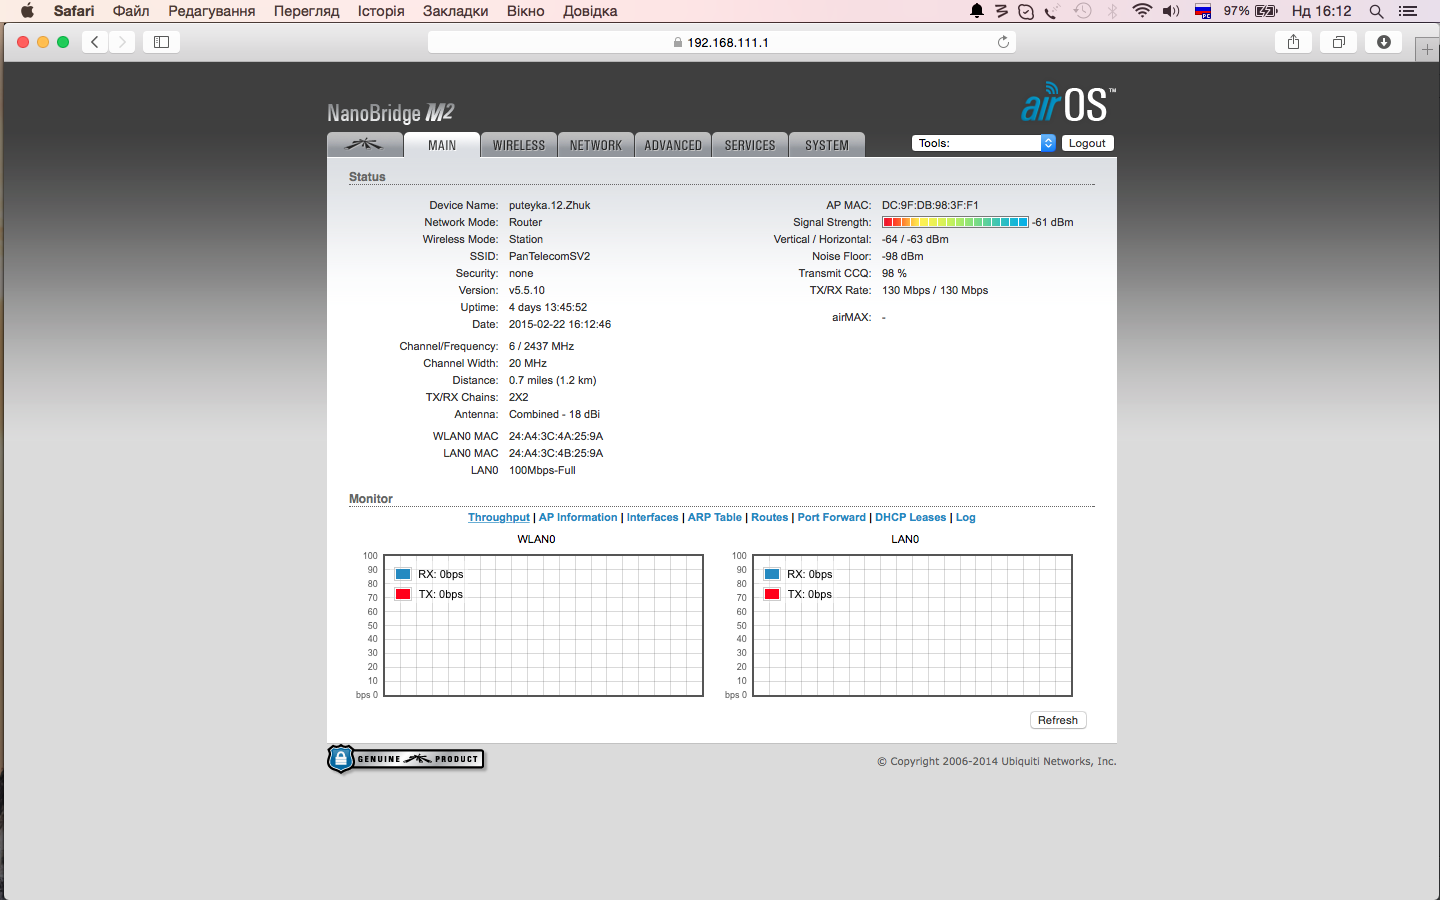 Safari Файл Редагування Перегляд Історія Закладки Вікно Довідка 97% Нд 16:12
192.168.111.1
NanoBridge M2
airOS™
MAIN WIRELESS NETWORK ADVANCED SERVICES SYSTEM Tools: Logout
Status
Device Name: puteyka.12.Zhuk
Network Mode: Router
Wireless Mode: Station
SSID: PanTelecomSV2
Security: none
Version: v5.5.10
Uptime: 4 days 13:45:52
Date: 2015-02-22 16:12:46
Channel/Frequency: 6 / 2437 MHz
Channel Width: 20 MHz
Distance: 0.7 miles (1.2 km)
TX/RX Chains: 2X2
Antenna: Combined - 18 dBi
WLAN0 MAC 24:A4:3C:4A:25:9A
LAN0 MAC 24:A4:3C:4B:25:9A
LAN0 100Mbps-Full
AP MAC: DC:9F:DB:98:3F:F1
Signal Strength: -61 dBm
Vertical / Horizontal: -64 / -63 dBm
Noise Floor: -98 dBm
Transmit CCQ: 98 %
TX/RX Rate: 130 Mbps / 130 Mbps
airMAX: -
Monitor
Throughput | AP Information | Interfaces | ARP Table | Routes | Port Forward | DHCP Leases | Log
WLAN0
100
90
80
70
60
50
40
30
20
10
bps 0
RX: 0bps
TX: 0bps
LAN0
100
90
80
70
60
50
40
30
20
10
bps 0
RX: 0bps
TX: 0bps
Refresh
GENUINE PRODUCT
© Copyright 2006-2014 Ubiquiti Networks, Inc.